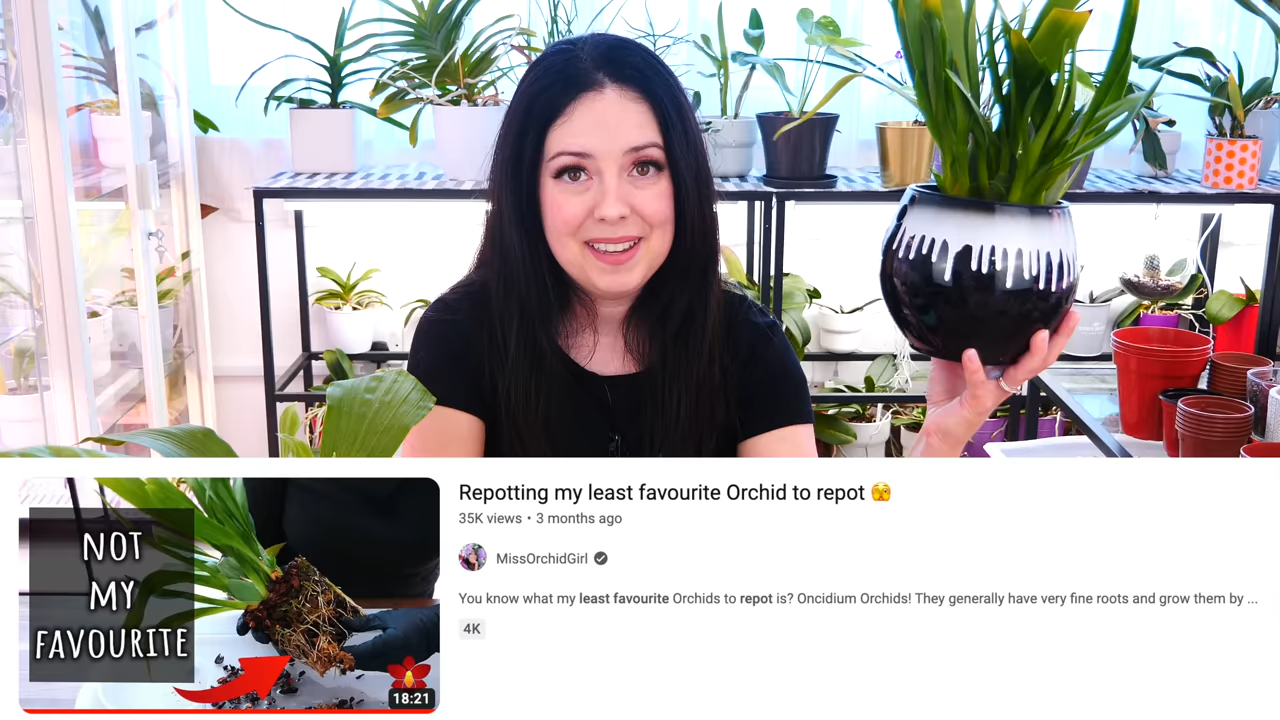 NOT
MY
FAVOURITE
18:21
Repotting my least favourite Orchid to repot 🫣
35K views • 3 months ago
MissOrchidGirl
You know what my least favourite Orchids to repot is? Oncidium Orchids! They generally have very fine roots and grow them by ...
4K